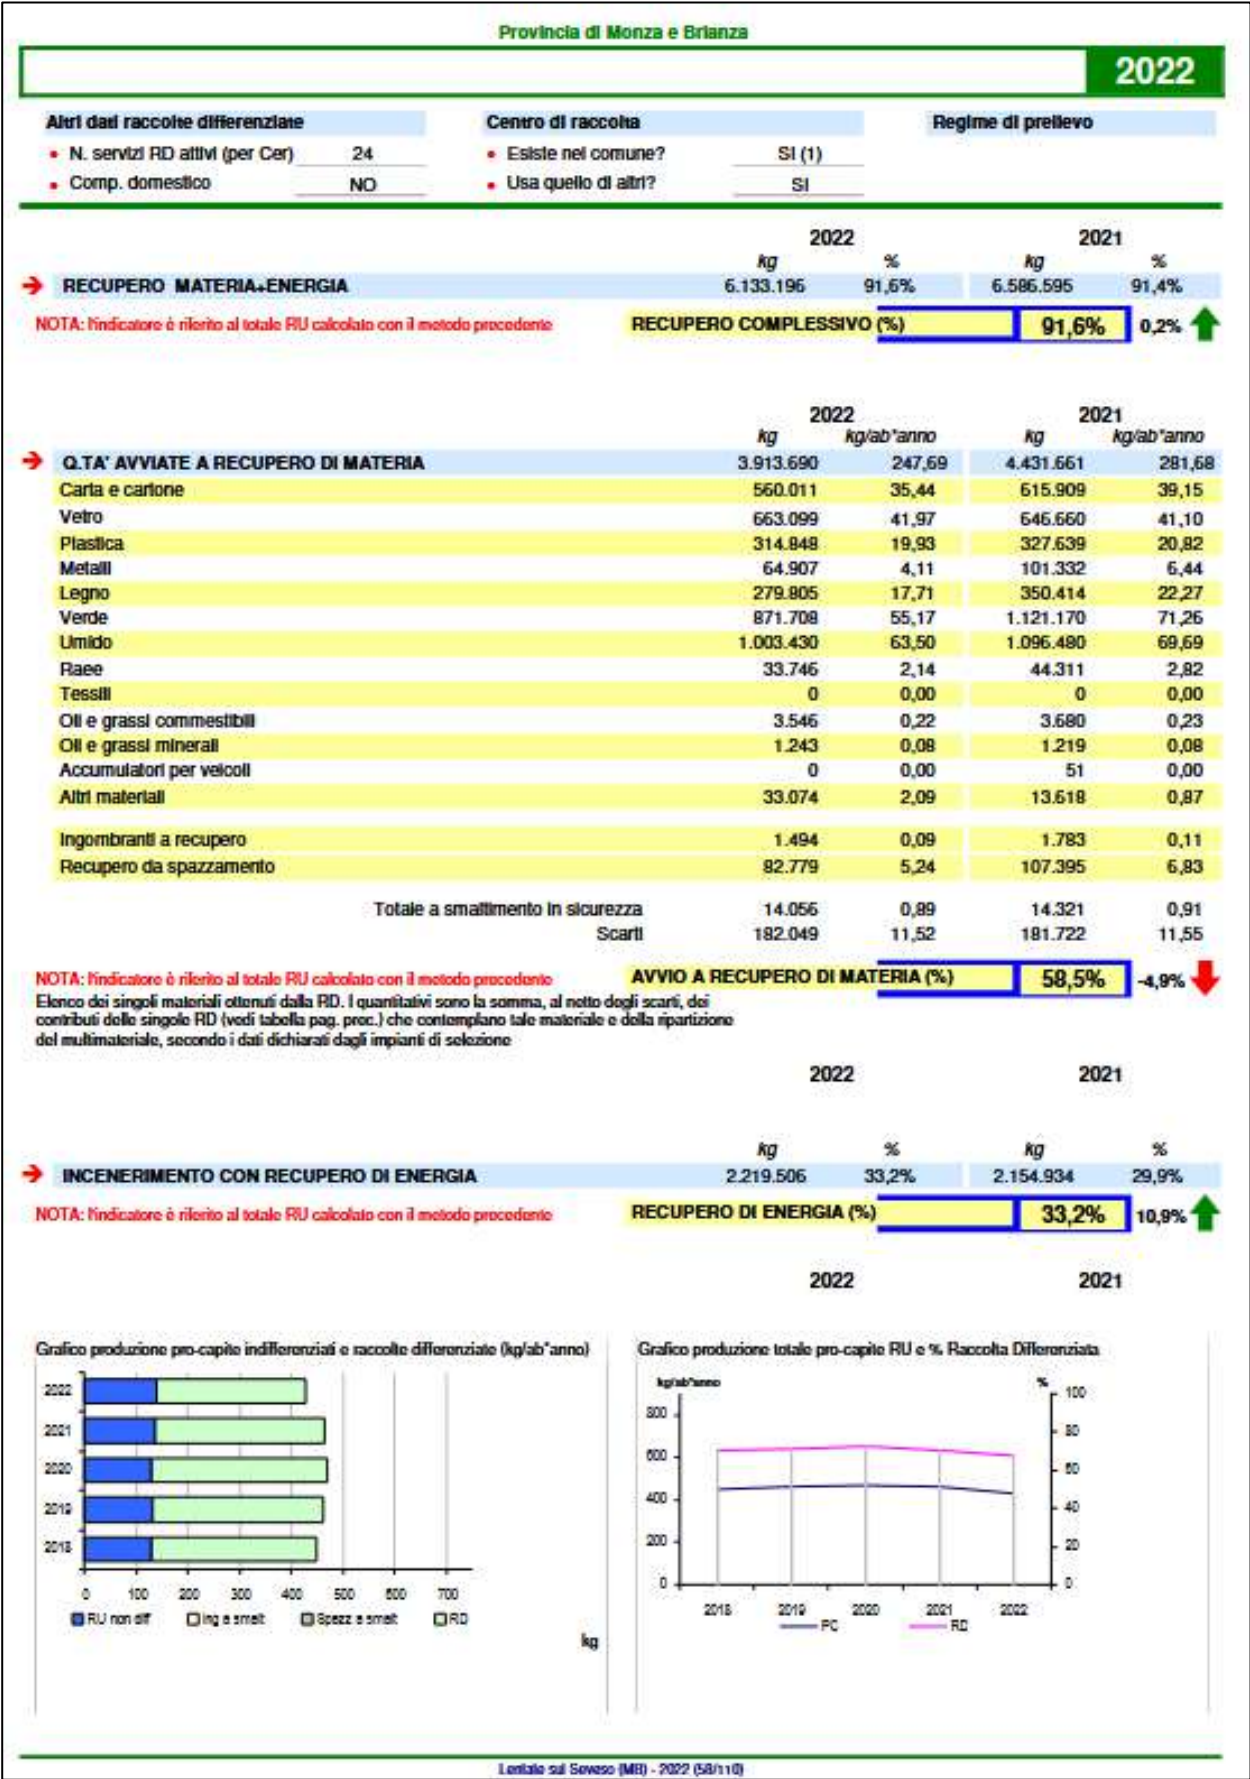 Provincia di Monza e Brianza
2022
Altri dati raccolte differenziate Centro di raccolta Regime di prelievo
• N. servizi RD attivi (per Cer) 24 • Esiste nel comune? SI (1)
• Comp. domestico NO • Usa quello di altri? SI
2022 2021
kg % kg %
➔ RECUPERO MATERIA+ENERGIA 6.133.196 91,6% 6.586.595 91,4%
NOTA: l'indicatore è riferito al totale RU calcolato con il metodo precedente RECUPERO COMPLESSIVO (%) 91,6% 0,2%
2022 2021
kg kg/ab*anno kg kg/ab*anno
➔ Q.TA' AVVIATE A RECUPERO DI MATERIA 3.913.690 247,69 4.431.661 281,68
Carta e cartone 560.011 35,44 615.909 39,15
Vetro 663.099 41,97 646.660 41,10
Plastica 314.848 19,93 327.639 20,82
Metalli 64.907 4,11 101.332 6,44
Legno 279.805 17,71 350.414 22,27
Verde 871.708 55,17 1.121.170 71,26
Umido 1.003.430 63,50 1.096.480 69,69
Raee 33.746 2,14 44.311 2,82
Tessili 0 0,00 0 0,00
Oli e grassi commestibili 3.546 0,22 3.680 0,23
Oli e grassi minerali 1.243 0,08 1.219 0,08
Accumulatori per veicoli 0 0,00 51 0,00
Altri materiali 33.074 2,09 13.618 0,87
Ingombranti a recupero 1.494 0,09 1.783 0,11
Recupero da spazzamento 82.779 5,24 107.395 6,83
Totale a smaltimento in sicurezza 14.056 0,89 14.321 0,91
Scarti 182.049 11,52 181.722 11,55
NOTA: l'indicatore è riferito al totale RU calcolato con il metodo precedente AVVIO A RECUPERO DI MATERIA (%) 58,5% -4,9%
Elenco dei singoli materiali ottenuti dalla RD. I quantitativi sono la somma, al netto degli scarti, dei
contributi delle singole RD (vedi tabella pag. prec.) che contemplano tale materiale e della ripartizione
del multimateriale, secondo i dati dichiarati dagli impianti di selezione
2022 2021
kg % kg %
➔ INCENERIMENTO CON RECUPERO DI ENERGIA 2.219.506 33,2% 2.154.934 29,9%
NOTA: l'indicatore è riferito al totale RU calcolato con il metodo precedente RECUPERO DI ENERGIA (%) 33,2% 10,9%
2022 2021
Grafico produzione pro-capite indifferenziati e raccolte differenziate (kg/ab*anno)
2022
2021
2020
2019
2018
0 100 200 300 400 500 600 700
RU non diff Ing a smalt Spazz a smalt RD
kg
Grafico produzione totale pro-capite RU e % Raccolta Differenziata
kg/ab*anno %
100
800 80
600 60
400 40
200 20
0 0
2018 2019 2020 2021 2022
PC RD
Lentate sul Seveso (MB) - 2022 (58/110)